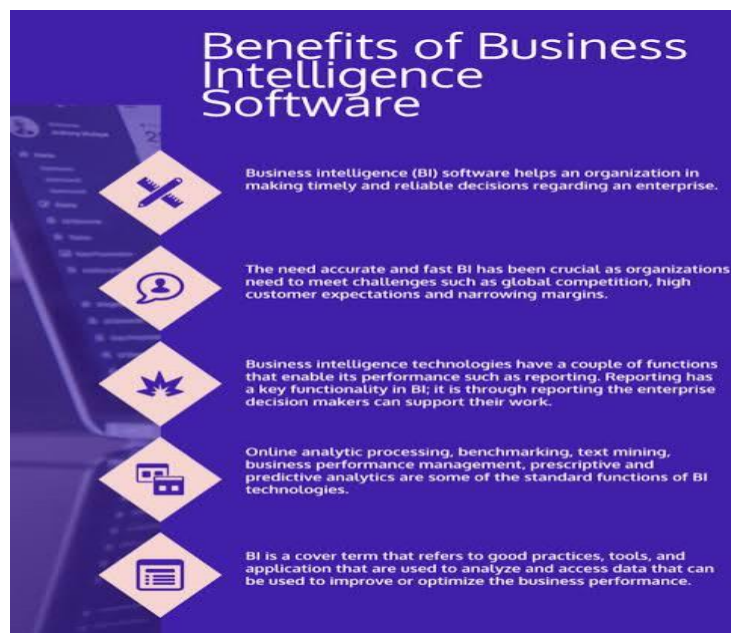 Benefits of Business
Intelligence
Software
Business intelligence (BI) software helps an organization in
making timely and reliable decisions regarding an enterprise.
The need accurate and fast BI has been crucial as organizations
need to meet challenges such as global competition, high
customer expectations and narrowing margins.
Business intelligence technologies have a couple of functions
that enable its performance such as reporting. Reporting has
a key functionality in BI; it is through reporting the enterprise
decision makers can support their work.
Online analytic processing, benchmarking, text mining,
business performance management, prescriptive and
predictive analytics are some of the standard functions of BI
technologies.
BI is a cover term that refers to good practices, tools, and
application that are used to analyze and access data that can
be used to improve or optimize the business performance.